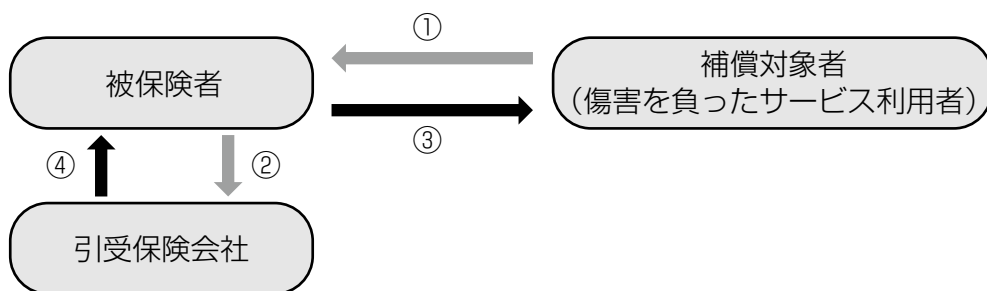 ①
被保険者
補償対象者
（傷害を負ったサービス利用者）
③
④
②
引受保険会社